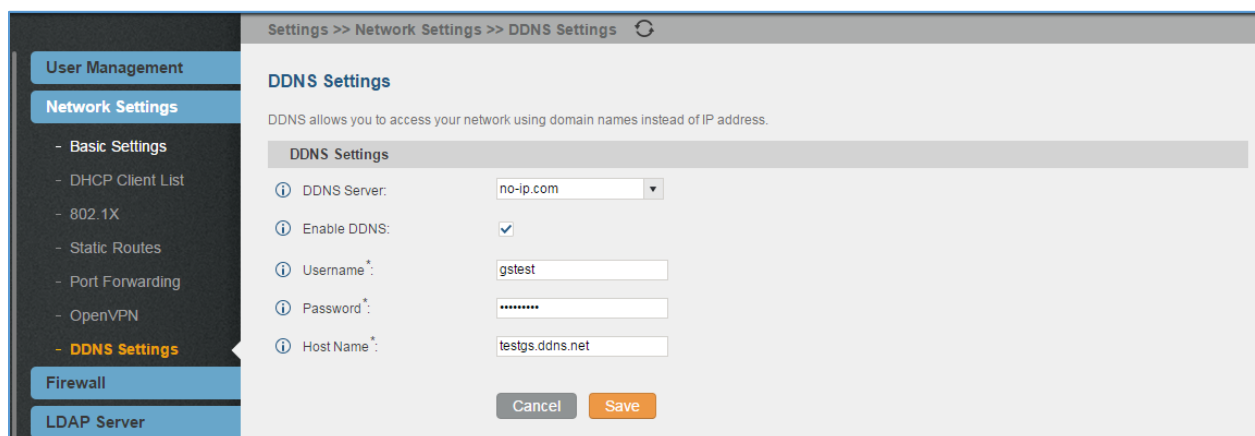 Settings >> Network Settings >> DDNS Settings
User Management
Network Settings
- Basic Settings
- DHCP Client List
- 802.1X
- Static Routes
- Port Forwarding
- OpenVPN
- DDNS Settings
Firewall
LDAP Server
DDNS Settings
DDNS allows you to access your network using domain names instead of IP address.
DDNS Settings
DDNS Server: no-ip.com
Enable DDNS:
Username*: gstest
Password*: •••••••••
Host Name*: testgs.ddns.net
Cancel Save